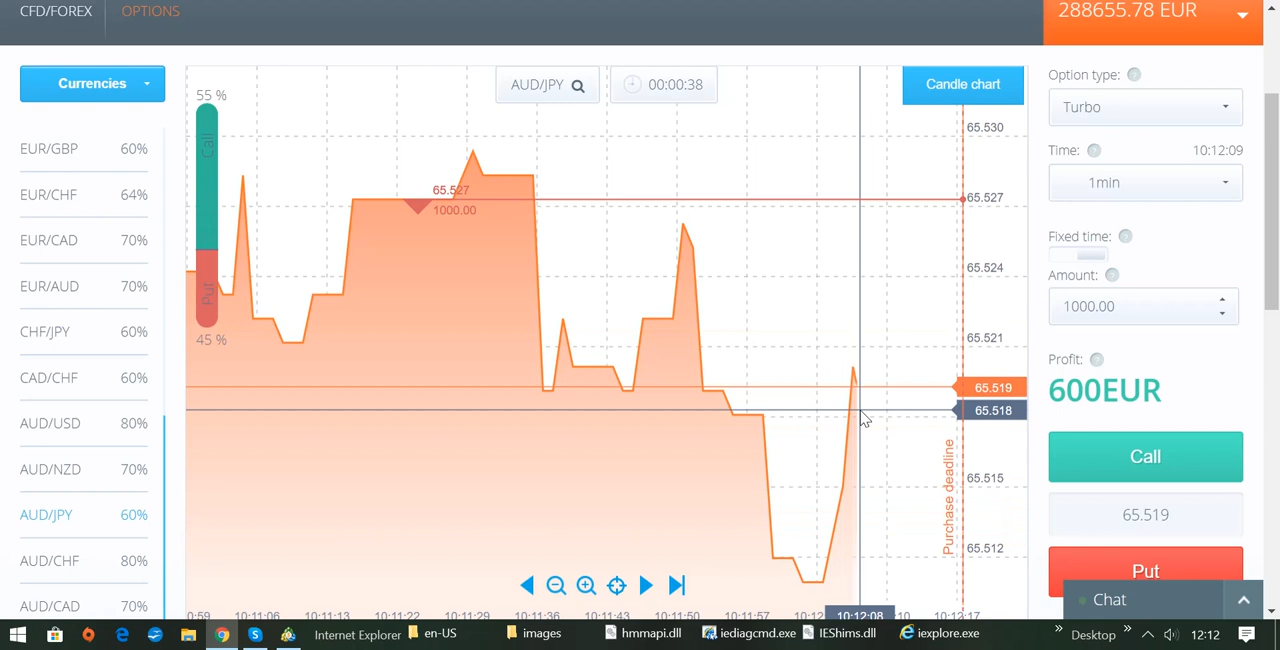 CFD/FOREX
OPTIONS
288655.78 EUR
Currencies
EUR/GBP 60%
EUR/CHF 64%
EUR/CAD 70%
EUR/AUD 70%
CHF/JPY 60%
CAD/CHF 60%
AUD/USD 80%
AUD/NZD 70%
AUD/JPY 60%
AUD/CHF 80%
AUD/CAD 70%
55 %
Call
Put
45 %
AUD/JPY
00:00:38
Candle chart
65.527
1000.00
65.530
65.527
65.524
65.521
65.519
65.518
65.515
65.512
Purchase deadline
0:59 10:11:06 10:11:13 10:11:22 10:11:29 10:11:36 10:11:43 10:11:50 10:11:57 10:12:08 10 10:12:17
Option type: ?
Turbo
Time: ? 10:12:09
1min
Fixed time: ?
Amount: ?
1000.00
Profit: ?
600EUR
Call
65.519
Put
Chat
Internet Explorer
en-US
images
hmmapi.dll
iediagcmd.exe
IEShims.dll
iexplore.exe
Desktop
12:12